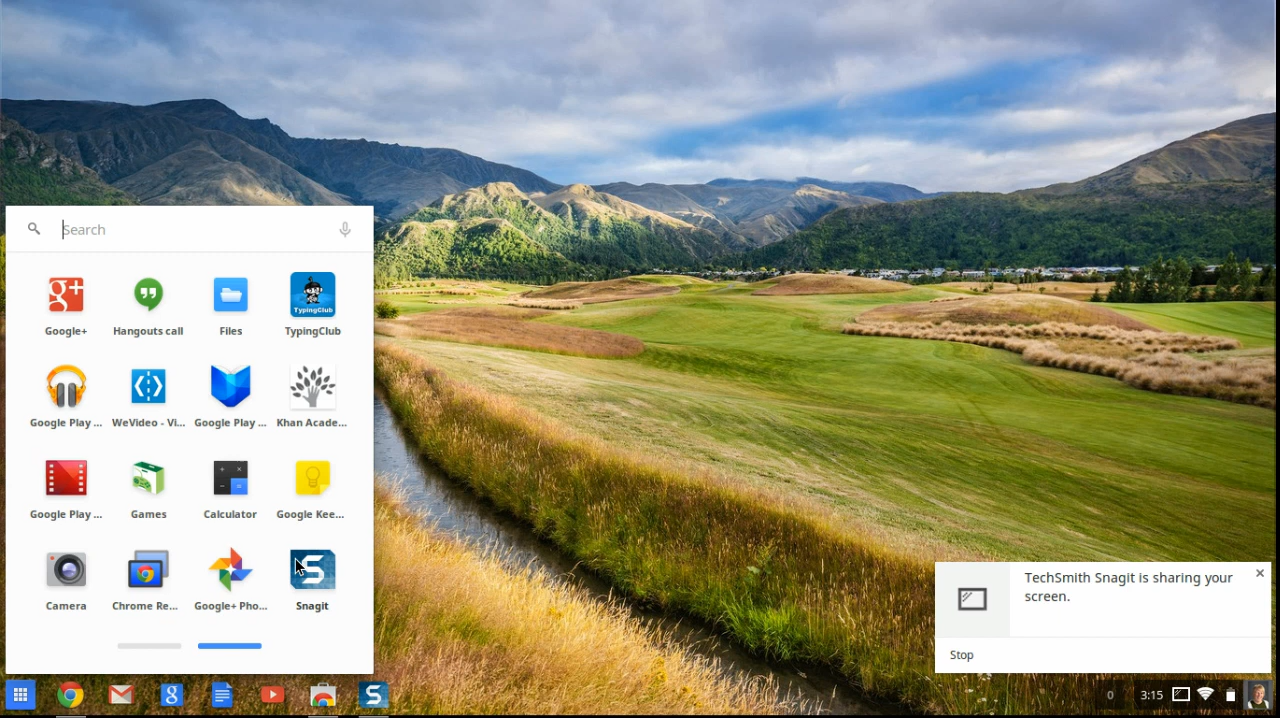 Search
g+
Google+
Hangouts call
Files
TypingClub
TypingClub
Google Play ...
WeVideo - Vi...
Google Play ...
Khan Acade...
Google Play ...
Games
Calculator
Google Kee...
Camera
Chrome Re...
Google+ Pho...
S
Snagit
TechSmith Snagit is sharing your
screen.
Stop
g
S
0
3:15